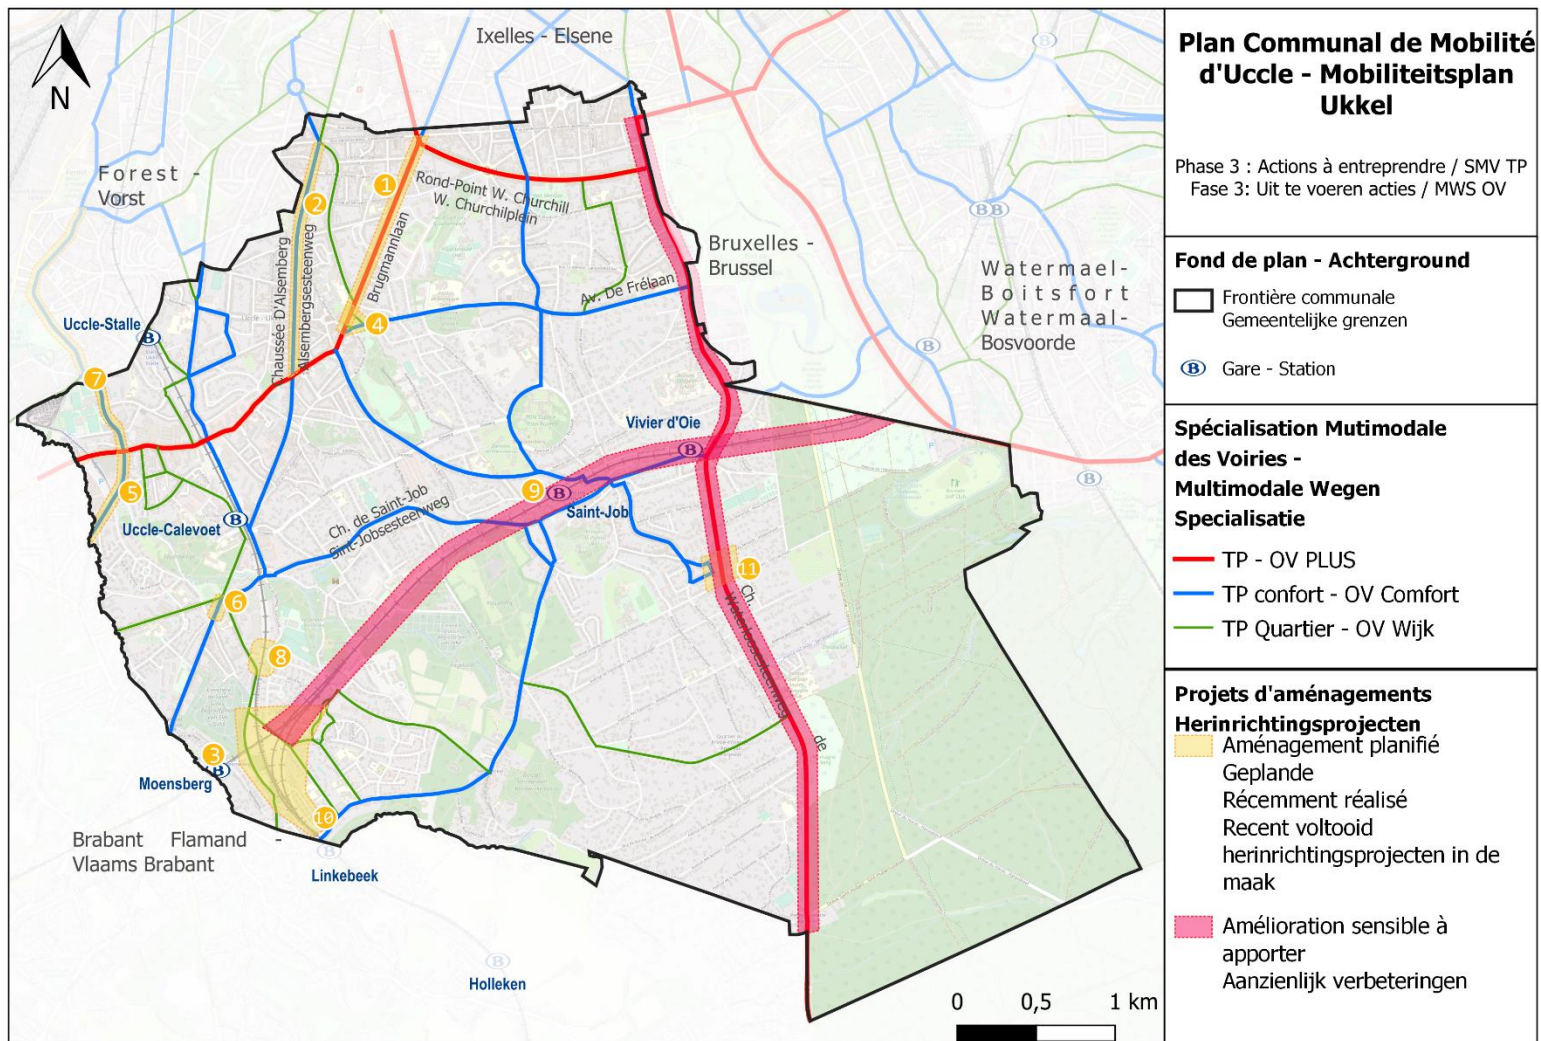 Plan Communal de Mobilité
d'Uccle - Mobiliteitsplan
Ukkel
Phase 3 : Actions à entreprendre / SMV TP
Fase 3: Uit te voeren acties / MWS OV
Fond de plan - Achterground
Frontière communale
Gemeentelijke grenzen
B Gare - Station
Spécialisation Mutimodale
des Voiries -
Multimodale Wegen
Specialisatie
TP - OV PLUS
TP confort - OV Comfort
TP Quartier - OV Wijk
Projets d'aménagements
Herinrichtingsprojecten
Aménagement planifié
Geplande
Récemment réalisé
Recent voltooid
herinrichtingsprojecten in de
maak
Amélioration sensible à
apporter
Aanzienlijk verbeteringen
N
Ixelles - Elsene
Forest -
Vorst
Bruxelles -
Brussel
Watermael-
Boitsfort
Watermaal-
Bosvoorde
Brabant Flamand -
Vlaams Brabant
Rond-Point W. Churchill
W. Churchilplein
Brugmannlaan
Chaussée D'Alsemberg
Alsembergsesteenweg
Av. De Frélaan
Ch. de Saint-Job
Sint-Jobsesteenweg
Ch.
de
Waterloosesteenweg
Uccle-Stalle
B
Vivier d'Oie
B
Uccle-Calevoet
B
Saint-Job
B
Moensberg
B
Linkebeek
B
Holleken
B
B
BB
B
B
1
2
3
4
5
6
7
8
9
10
11
0 0,5 1 km